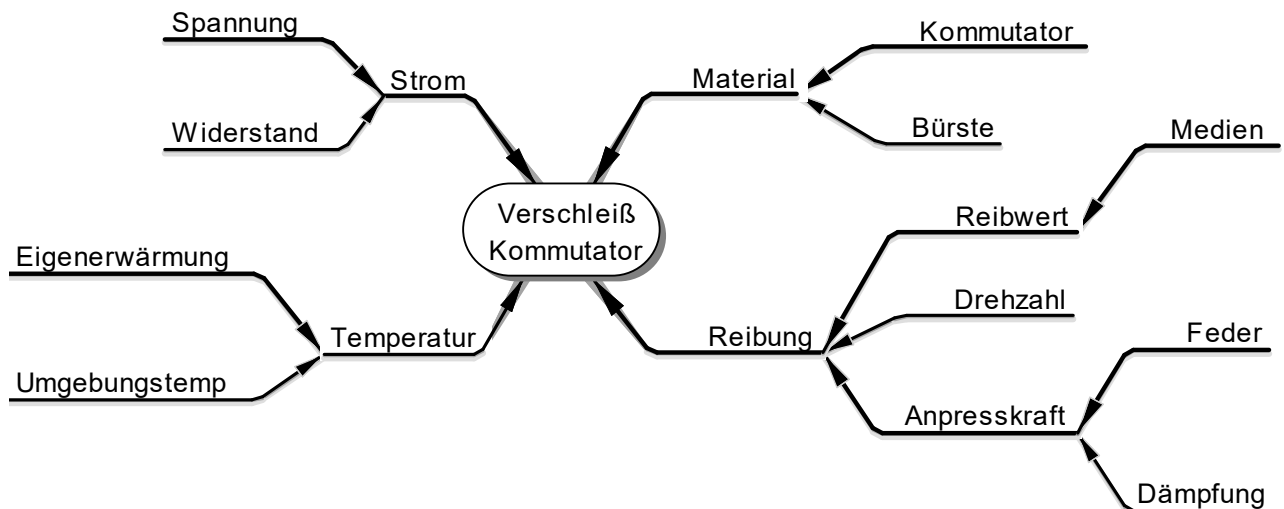 Spannung
Strom
Widerstand
Material
Kommutator
Bürste
Verschleiß
Kommutator
Eigenerwärmung
Temperatur
Umgebungstemp
Reibung
Reibwert
Medien
Drehzahl
Anpresskraft
Feder
Dämpfung